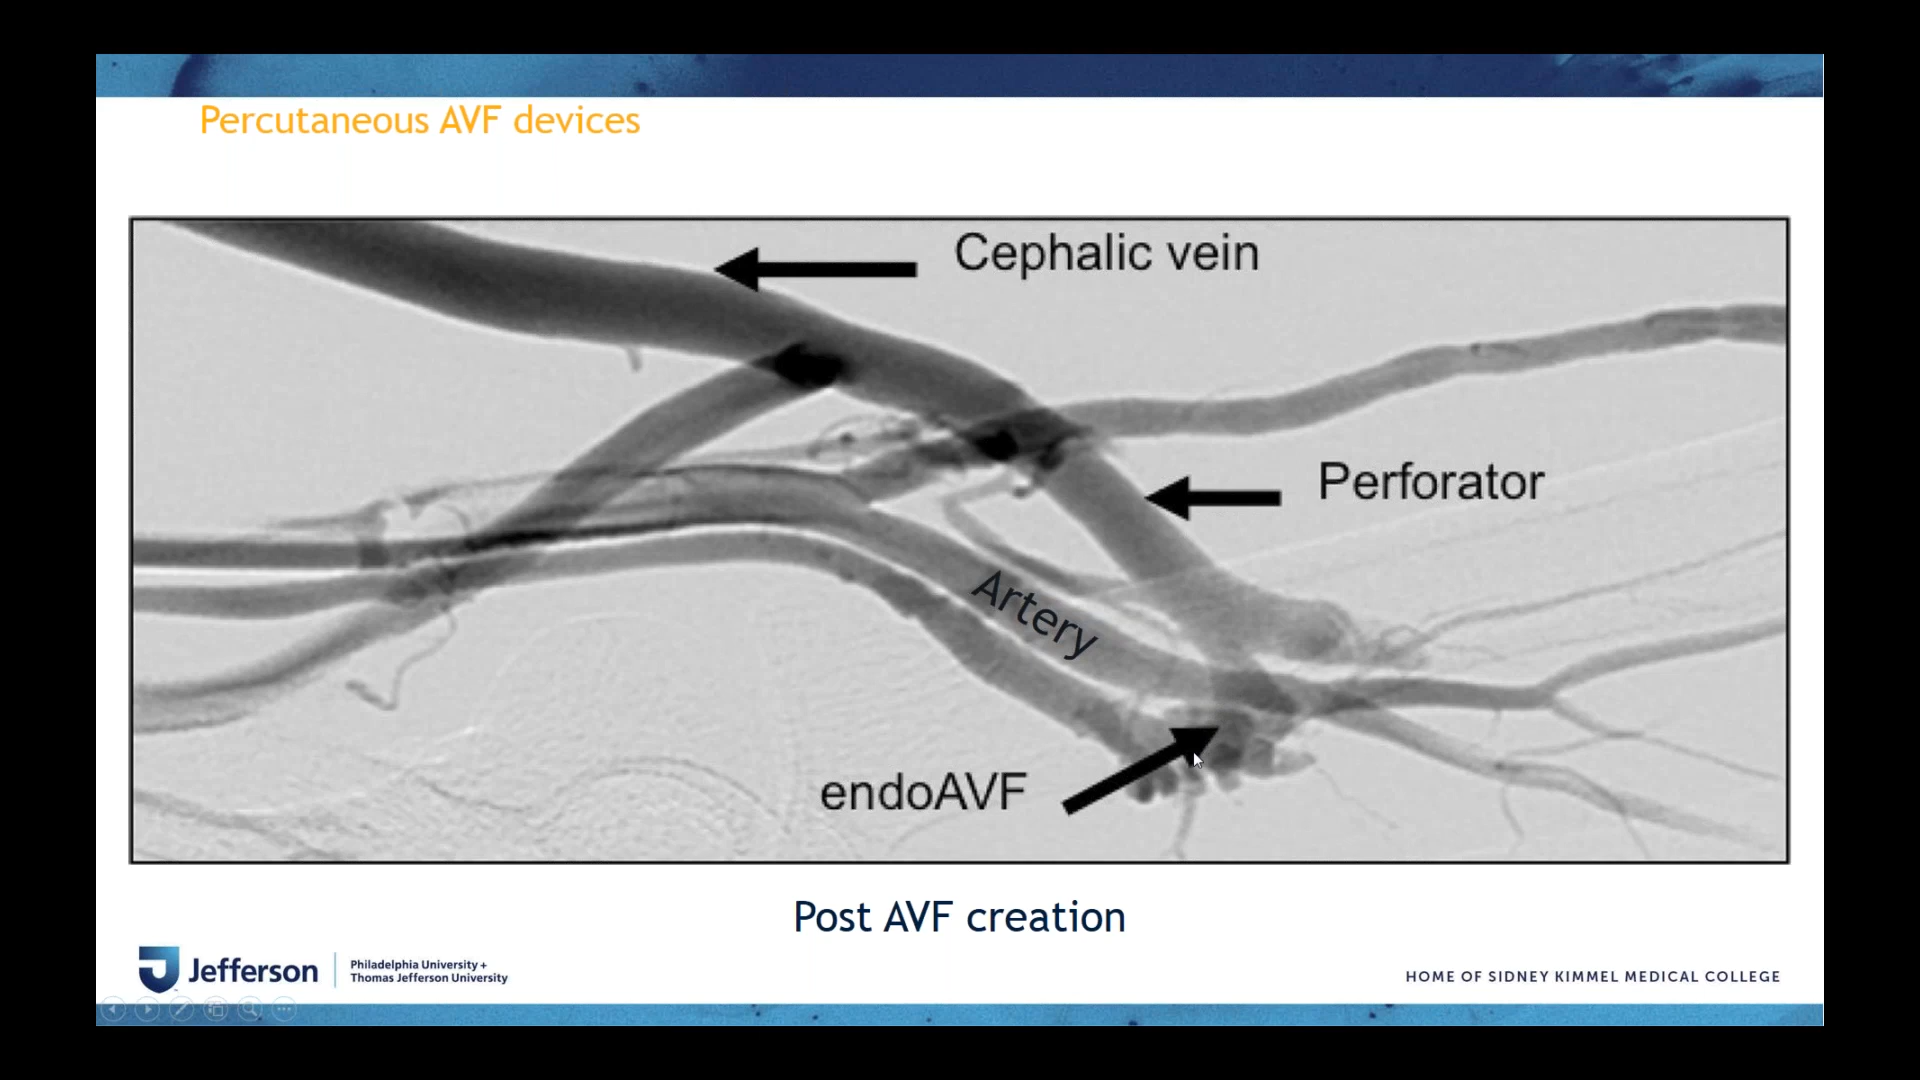 Percutaneous AVF devices
Cephalic vein
Perforator
Artery
endoAVF
Post AVF creation
Jefferson
Philadelphia University +
Thomas Jefferson University
HOME OF SIDNEY KIMMEL MEDICAL COLLEGE